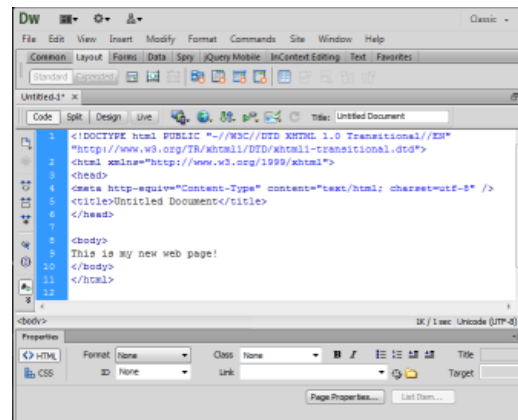 Dw Classic
File Edit View Insert Modify Format Commands Site Window Help
Common Layout Forms Data Spry jQuery Mobile InContext Editing Text Favorites
Standard Expanded
Untitled-1* ×
Code Split Design Live Title: Untitled Document
1 <!DOCTYPE html PUBLIC "-//W3C//DTD XHTML 1.0 Transitional//EN"
"http://www.w3.org/TR/xhtml1/DTD/xhtml1-transitional.dtd">
2 <html xmlns="http://www.w3.org/1999/xhtml">
3 <head>
4 <meta http-equiv="Content-Type" content="text/html; charset=utf-8" />
5 <title>Untitled Document</title>
6 </head>
7
8 <body>
9 This is my new web page!
10 </body>
11 </html>
12
<body> 1K / 1 sec Unicode (UTF-8)
Properties
<> HTML Format None Class None B I Title
CSS ID None Link Target
Page Properties... List Item...